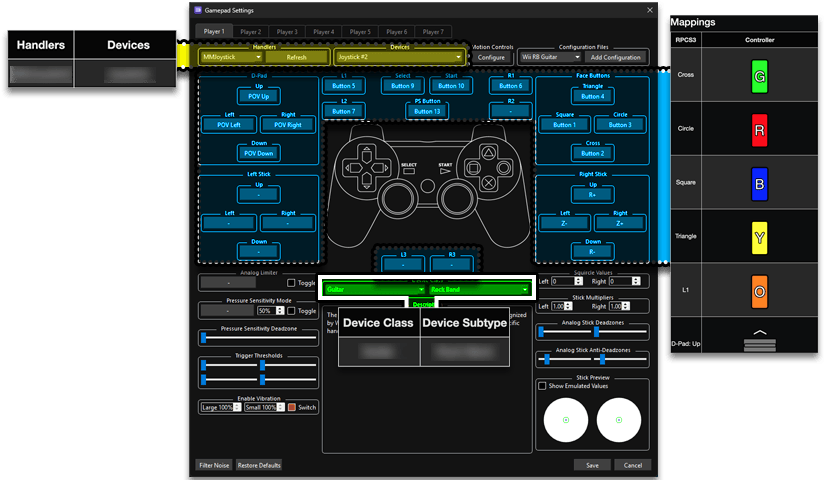 Gamepad Settings
Player 1 Player 2 Player 3 Player 4 Player 5 Player 6 Player 7
Handlers Devices
Handlers Devices Motion Controls Configuration Files
MMJoystick Refresh Joystick #2 Configure Wii RB Guitar Add Configuration
D-Pad
Up
POV Up
Left Right
POV Left POV Right
Down
POV Down
Left Stick
Up
-
Left Right
- -
Down
-
L1 Select Start R1
Button 5 Button 9 Button 10 Button 6
L2 PS Button R2
Button 7 Button 13 -
SELECT START
L3 R3
- -
Face Buttons
Triangle
Button 4
Square Circle
Button 1 Button 3
Cross
Button 2
Right Stick
Up
R+
Left Right
Z- Z+
Down
R-
Analog Limiter
- Toggle
Pressure Sensitivity Mode
- 50% Toggle
Pressure Sensitivity Deadzone
Trigger Thresholds
Enable Vibration
Large 100% Small 100% Switch
Guitar Rock Band
Device Class Device Subtype
Squircle Values
Left 0 Right 0
Stick Multipliers
Left 1.00 Right 1.00
Analog Stick Deadzones
Analog Stick Anti-Deadzones
Stick Preview
Show Emulated Values
Filter Noise Restore Defaults Save Cancel
Mappings
RPCS3 Controller
Cross G
Circle R
Square B
Triangle Y
L1 O
D-Pad: Up